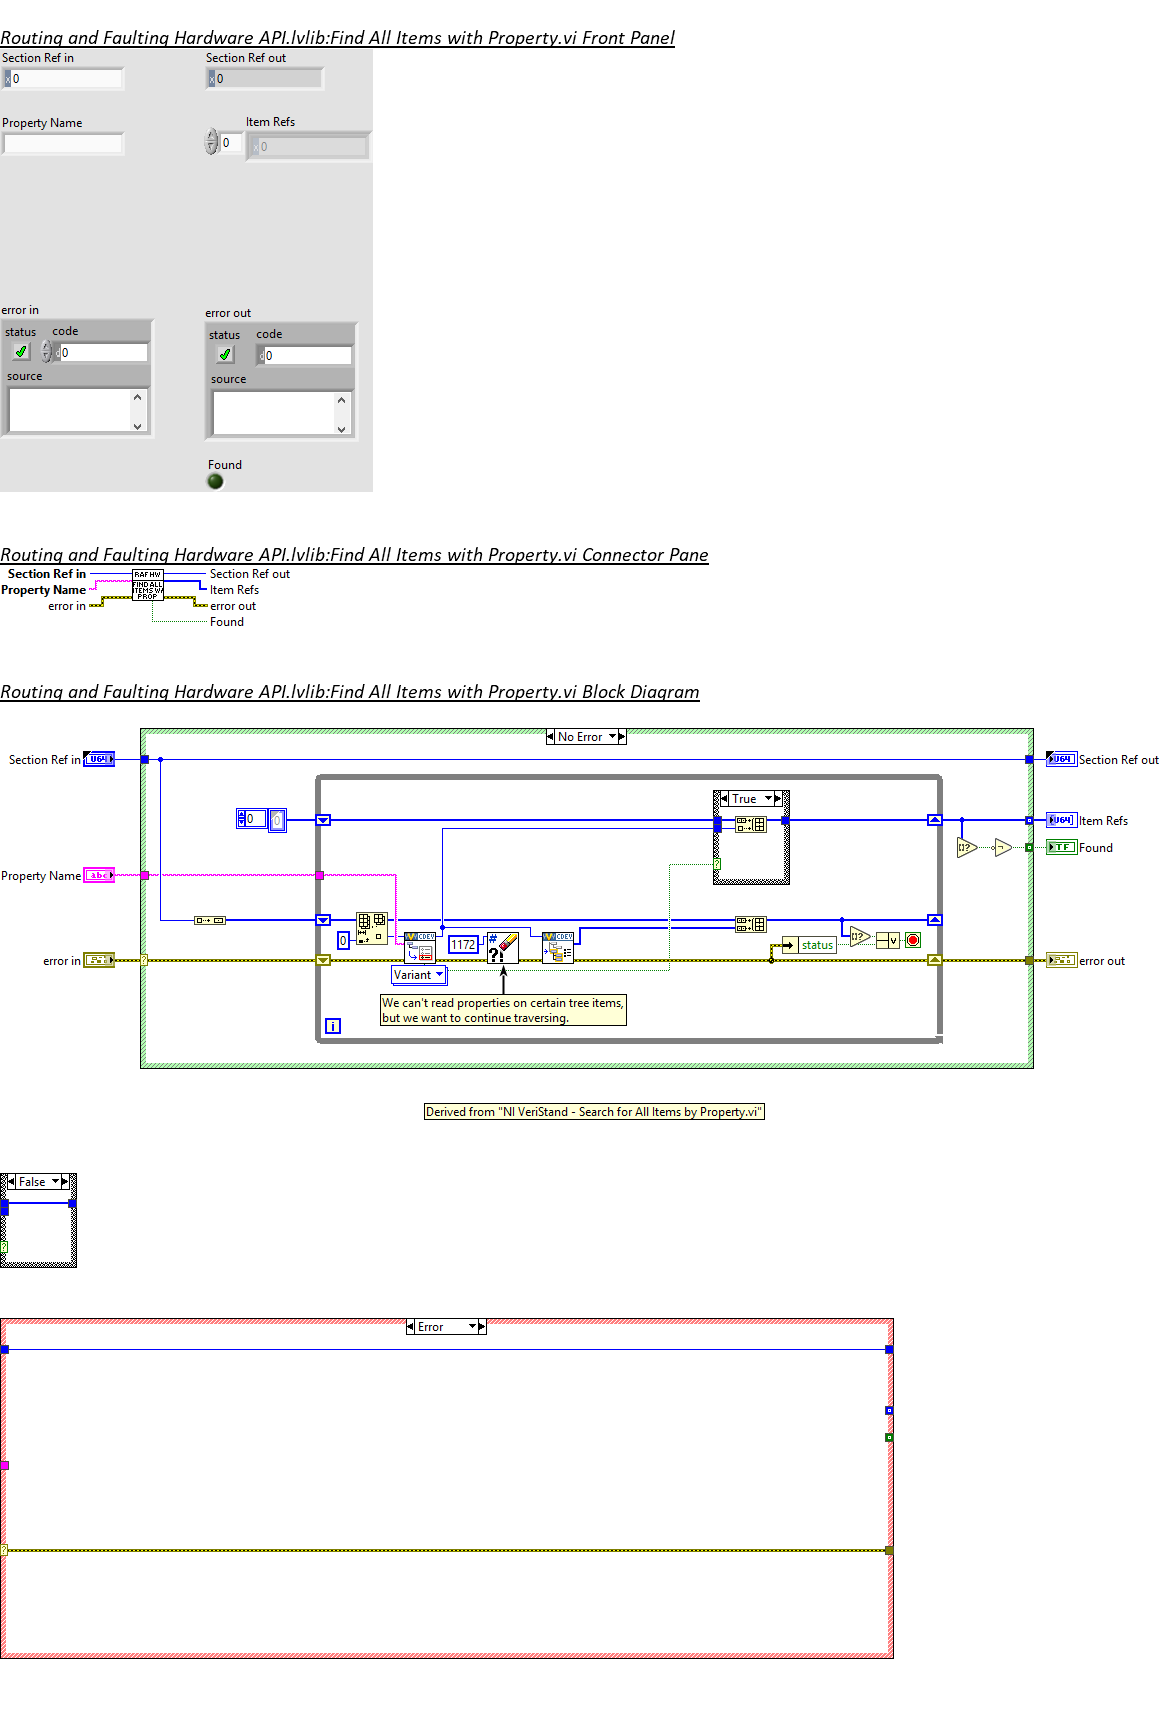 Routing and Faulting Hardware API.lvlib:Find All Items with Property.vi Front Panel
Section Ref in
Section Ref out
x 0
x 0
Property Name
Item Refs
0
x 0
error in
error out
status
code
status
code
d 0
d 0
source
source
Found
Routing and Faulting Hardware API.lvlib:Find All Items with Property.vi Connector Pane
Section Ref in
RAF HW
Section Ref out
Property Name
FIND ALL
ITEMS W/
PROP
Item Refs
error in
error out
Found
Routing and Faulting Hardware API.lvlib:Find All Items with Property.vi Block Diagram
No Error
Section Ref in
U64
U64
Section Ref out
True
0
0
U64
Item Refs
TF
Found
Property Name
abc
0
CDEV
1172
#
?!
CDEV
status
v
error in
error out
Variant
We can't read properties on certain tree items,
but we want to continue traversing.
i
Derived from "NI VeriStand - Search for All Items by Property.vi"
False
?
Error
?